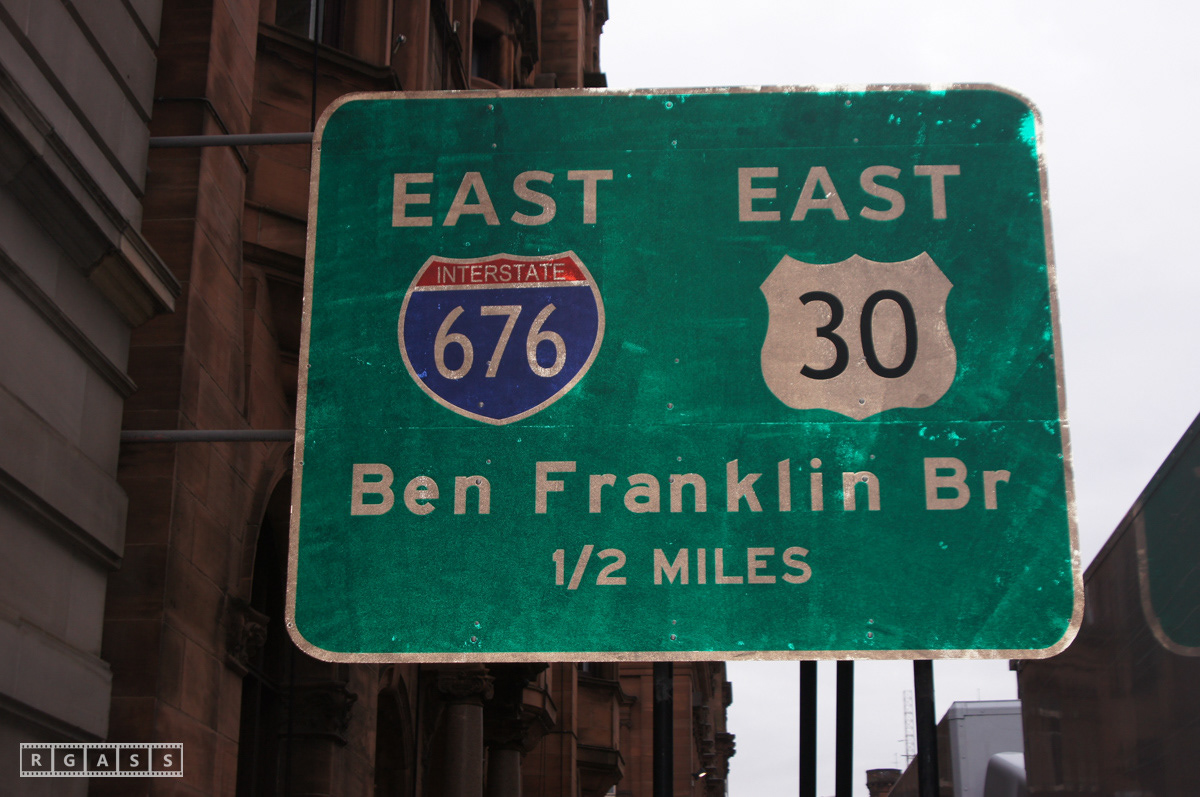 EAST EAST
INTERSTATE
676 30
Ben Franklin Br
1/2 MILES
RGASS